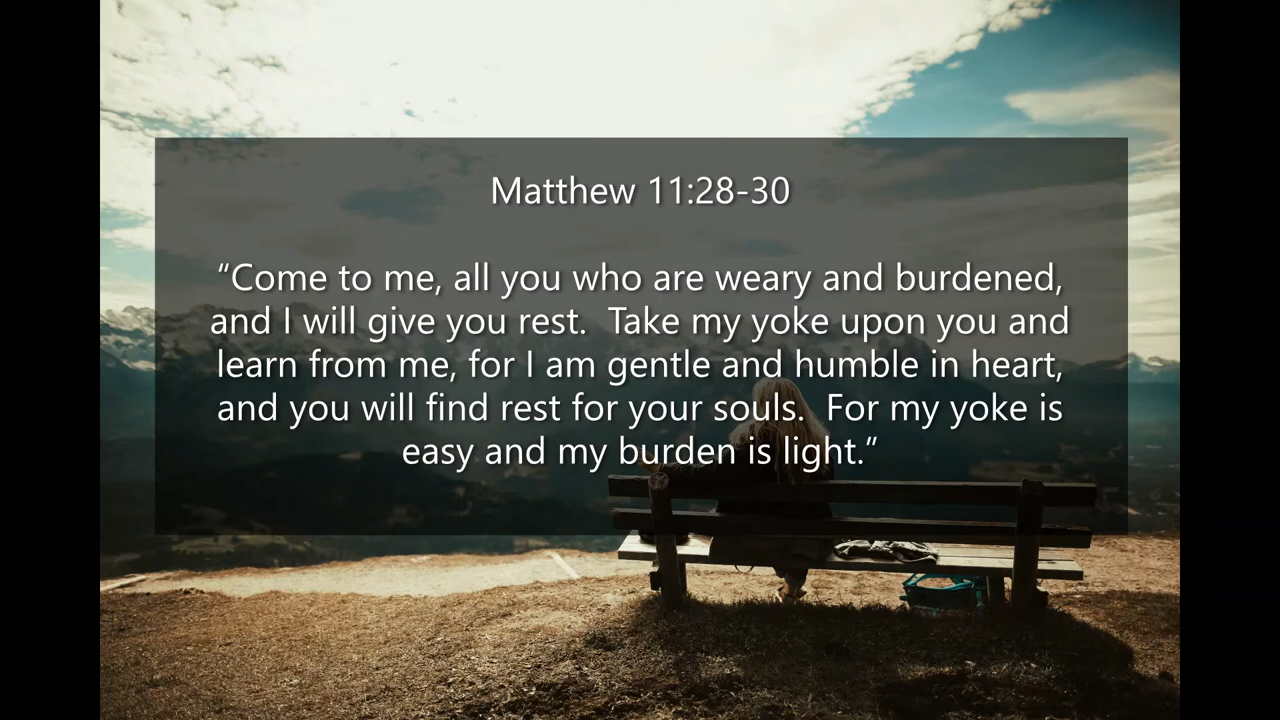 Matthew 11:28-30
“Come to me, all you who are weary and burdened,
and I will give you rest.  Take my yoke upon you and
learn from me, for I am gentle and humble in heart,
and you will find rest for your souls.  For my yoke is
easy and my burden is light.”